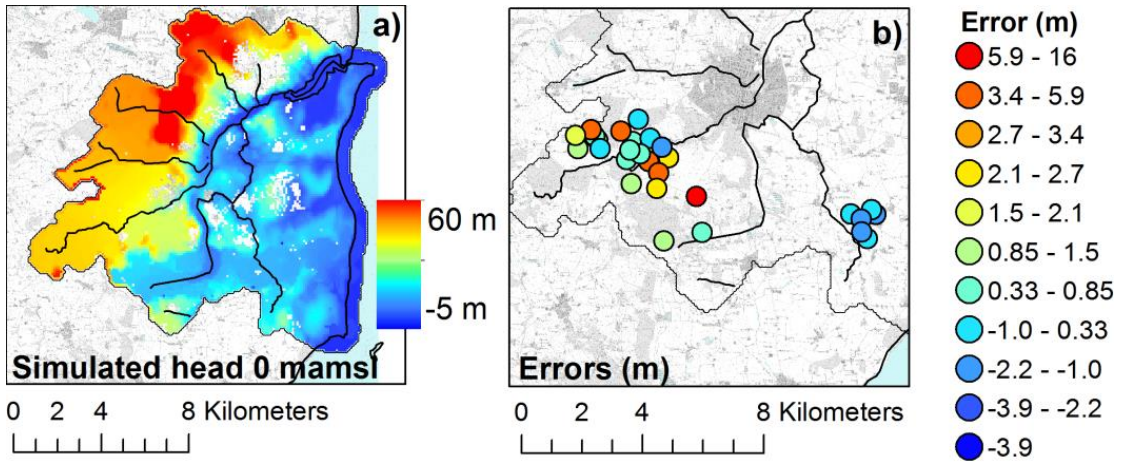 a)
60 m
-5 m
Simulated head 0 mamsl
0 2 4 8 Kilometers
b)
Errors (m)
0 2 4 8 Kilometers
Error (m)
5.9 - 16
3.4 - 5.9
2.7 - 3.4
2.1 - 2.7
1.5 - 2.1
0.85 - 1.5
0.33 - 0.85
-1.0 - 0.33
-2.2 - -1.0
-3.9 - -2.2
-3.9